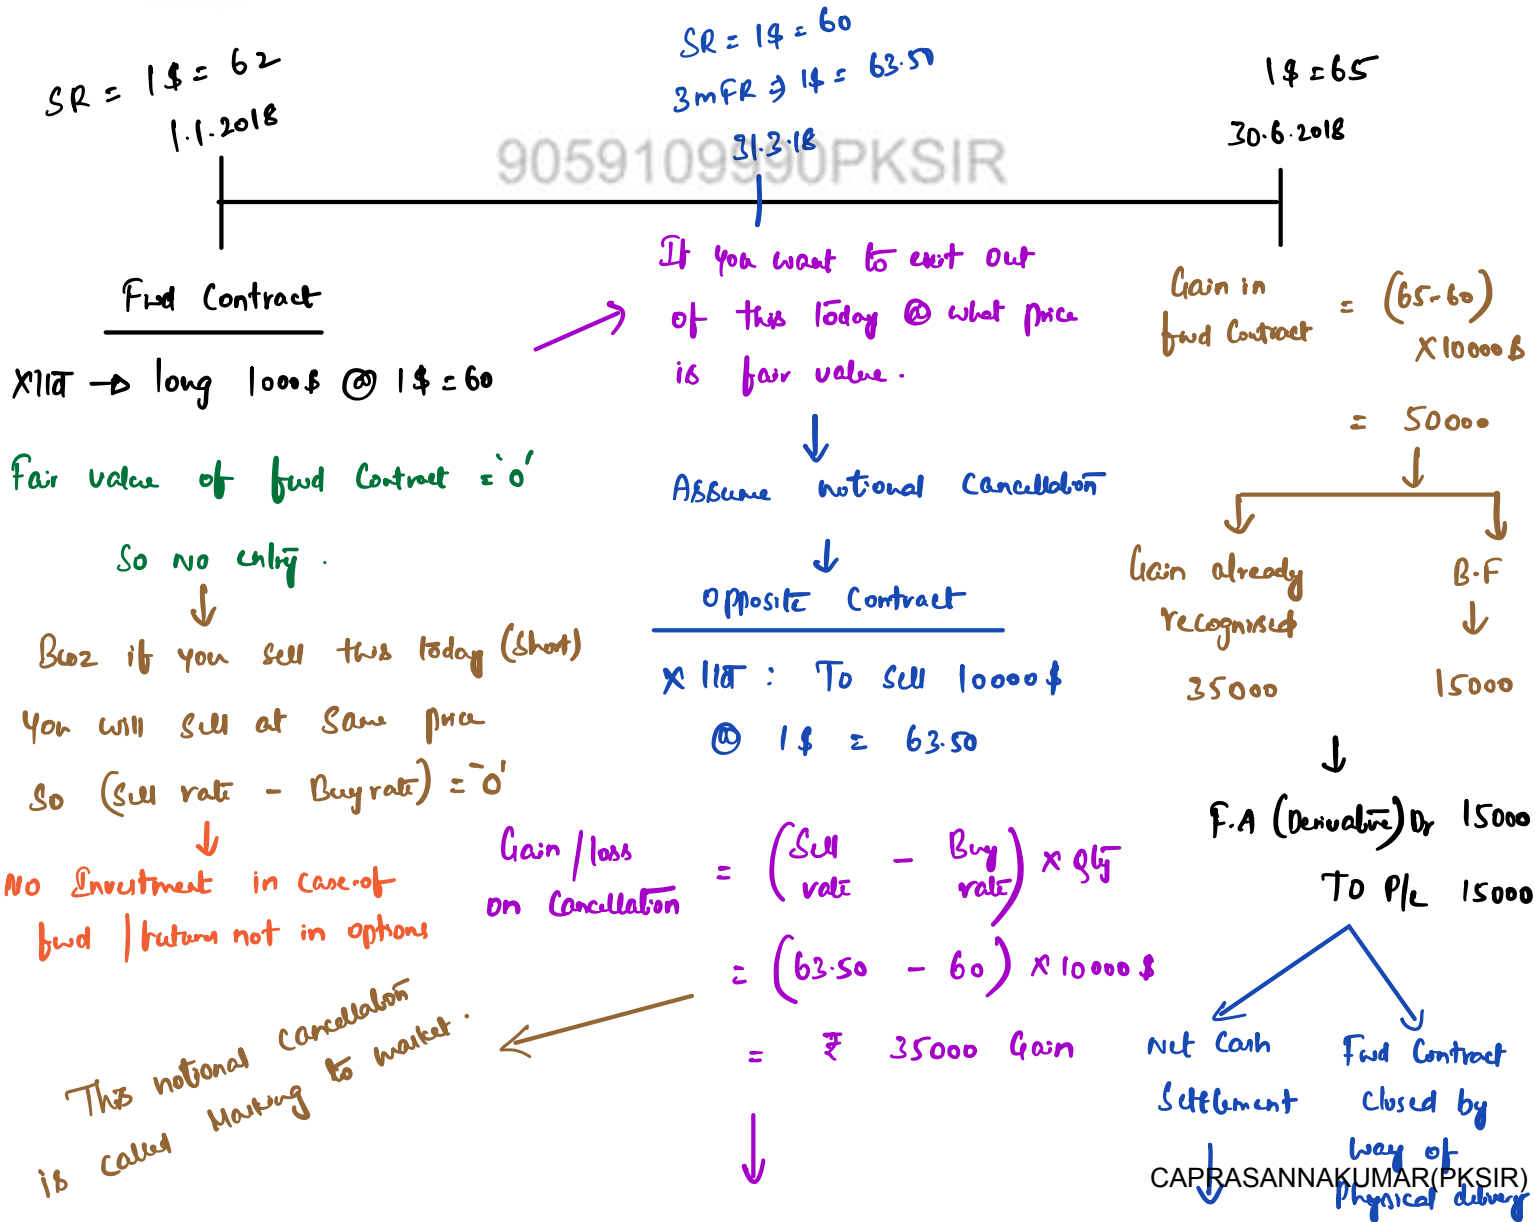 SR = 1$ = 62
1.1.2018
SR = 1$ = 60
3mFR ⇒ 1$ = 63.50
31.3.18
1$ = 65
30.6.2018
9059109990PKSIR
Fwd Contract
X lltd → long 1000$ @ 1$ = 60
Fair value of fwd Contract = '0'
So No entry.
Bcoz if you sell this today (Short)
You will sell at same price
So (Sell rate - Buy rate) = '0'
No Investment in case of
fwd / future not in options
This notional cancellation
is called Marking to market.
If you want to exit out
of this today @ what price
is fair value.
Assume notional cancellation
Opposite Contract
X lltd : To sell 10000$
@ 1$ = 63.50
Gain / loss on Cancellation = (Sell rate - Buy rate) X Qty
= (63.50 - 60) X 10000$
= ₹ 35000 Gain
Gain in fwd Contract = (65-60) X 10000$
= 50000
Gain already recognised
35000
B.F
15000
F.A (Derivative) Dr 15000
To P/L 15000
Net Cash
Settlement
Fwd Contract
closed by
way of
Physical delivery
CAPRASANNAKUMAR(PKSIR)